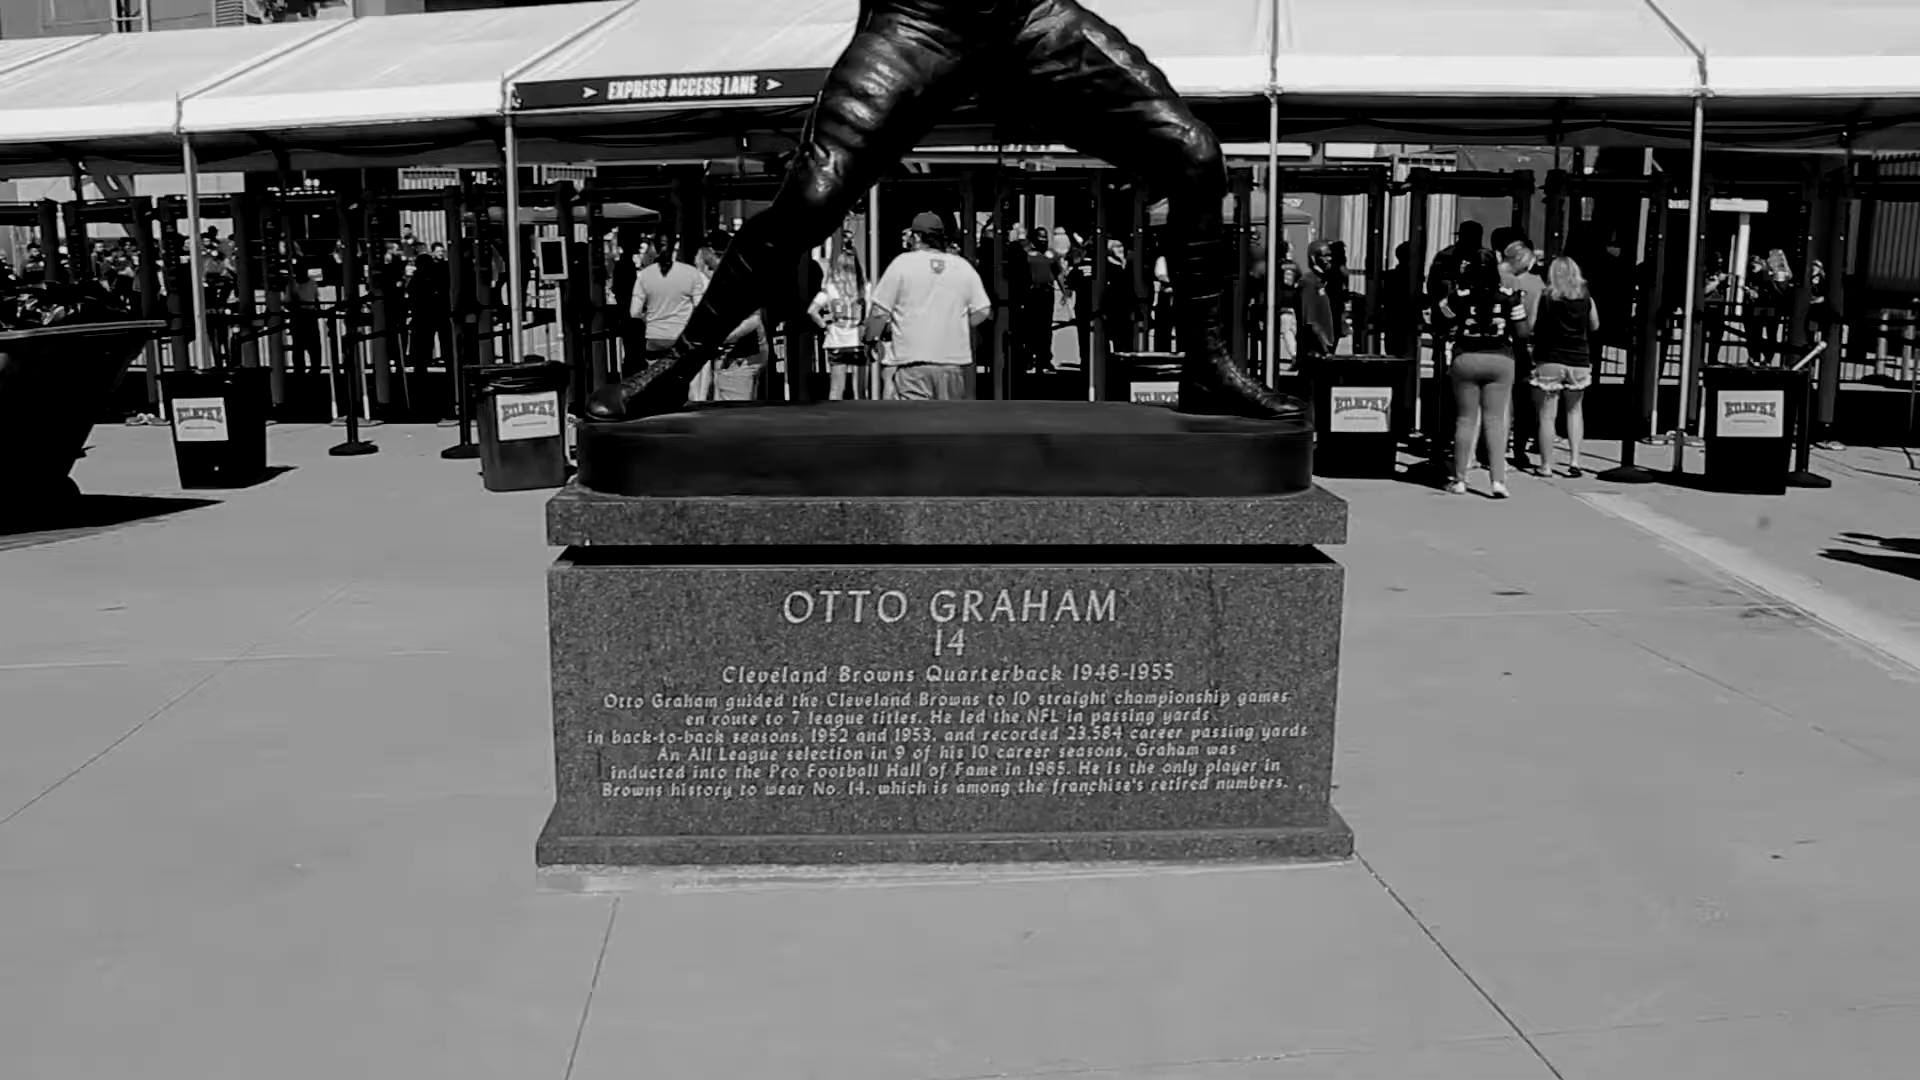 EXPRESS ACCESS LANE
OTTO GRAHAM
14
Cleveland Browns Quarterback 1946-1955
Otto Graham guided the Cleveland Browns to 10 straight championship games
en route to 7 league titles. He led the NFL in passing yards
in back-to-back seasons, 1952 and 1953, and recorded 23,584 career passing yards
An All League selection in 9 of his 10 career seasons, Graham was
inducted into the Pro Football Hall of Fame in 1965. He is the only player in
Browns history to wear No. 14, which is among the franchise's retired numbers.